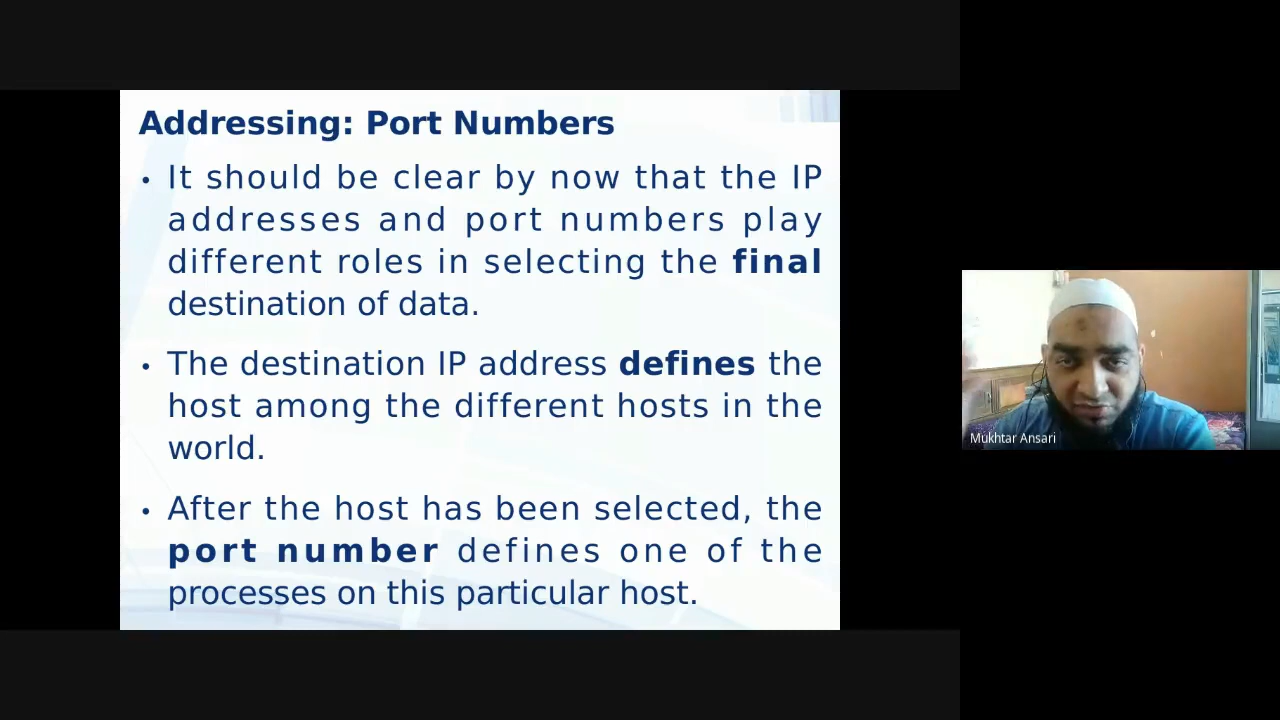 Addressing: Port Numbers
• It should be clear by now that the IP
addresses and port numbers play
different roles in selecting the final
destination of data.
• The destination IP address defines the
host among the different hosts in the
world.
• After the host has been selected, the
port number defines one of the
processes on this particular host.
Mukhtar Ansari